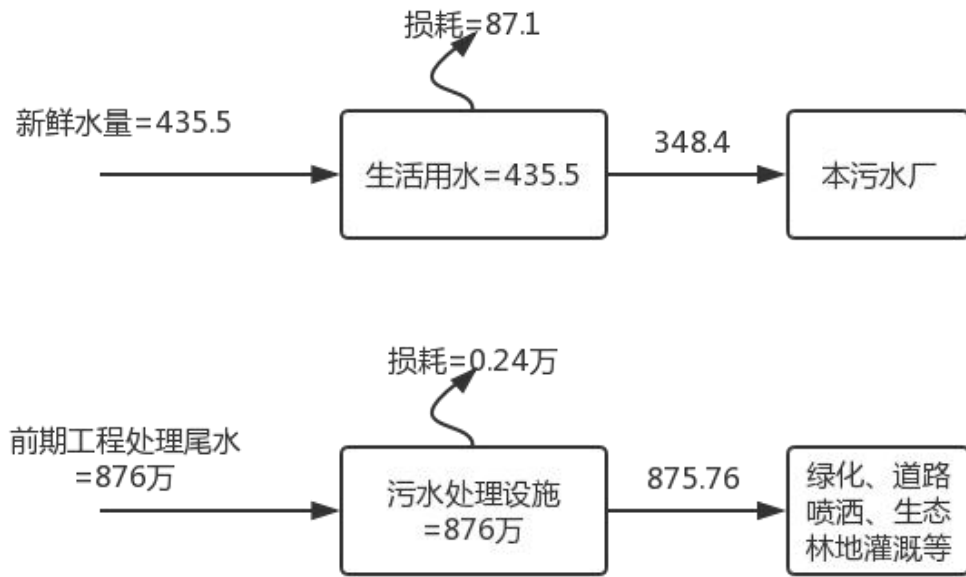 损耗=87.1
新鲜水量=435.5
生活用水=435.5
348.4
本污水厂
损耗=0.24万
前期工程处理尾水
=876万
污水处理设施
=876万
875.76
绿化、道路
喷洒、生态
林地灌溉等